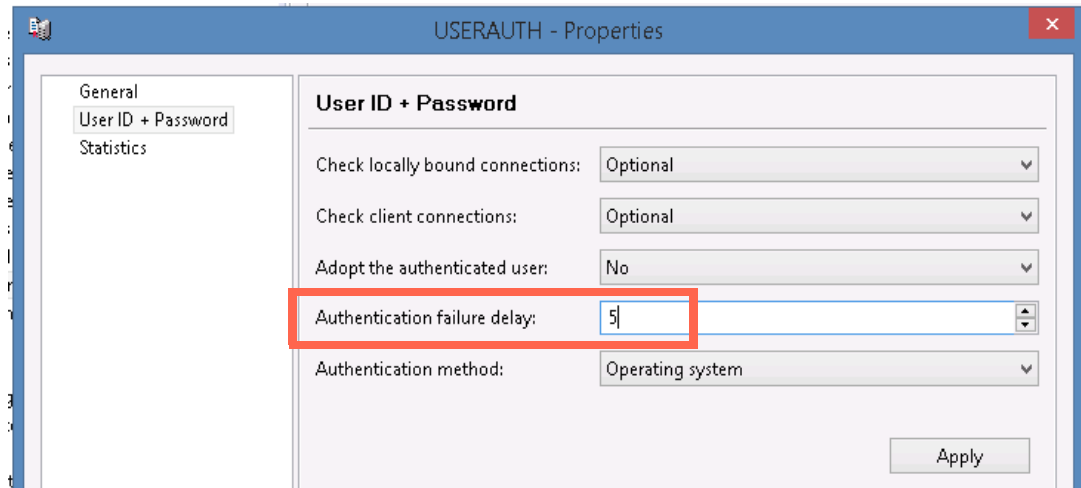 USERAUTH - Properties
General
User ID + Password
Statistics
User ID + Password
Check locally bound connections: Optional
Check client connections: Optional
Adopt the authenticated user: No
Authentication failure delay: 5
Authentication method: Operating system
Apply